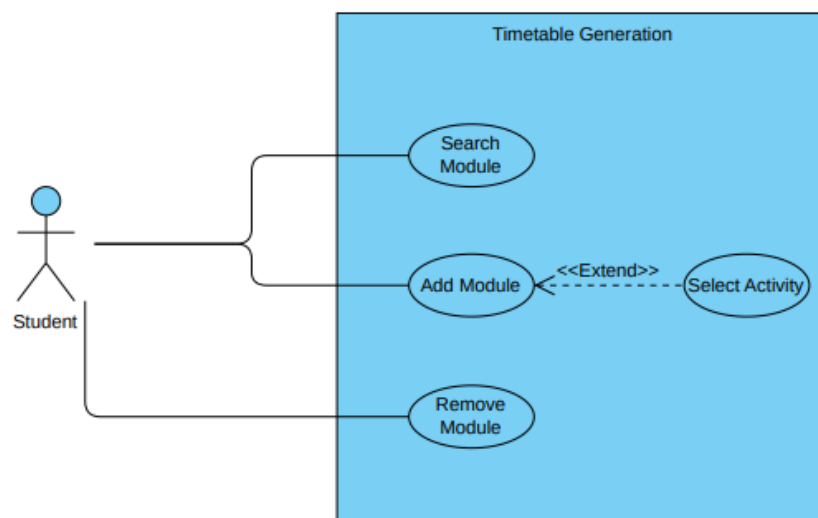 Timetable Generation
Search
Module
Student
Add Module
<<Extend>>
Select Activity
Remove
Module